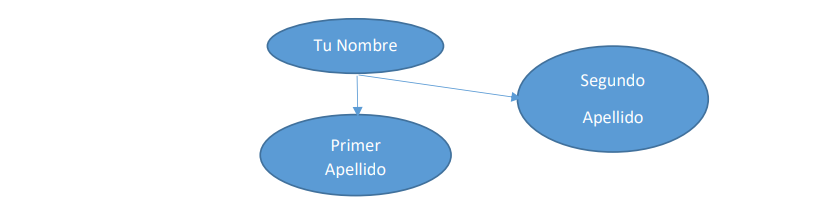 Tu Nombre
Segundo
Apellido
Primer
Apellido